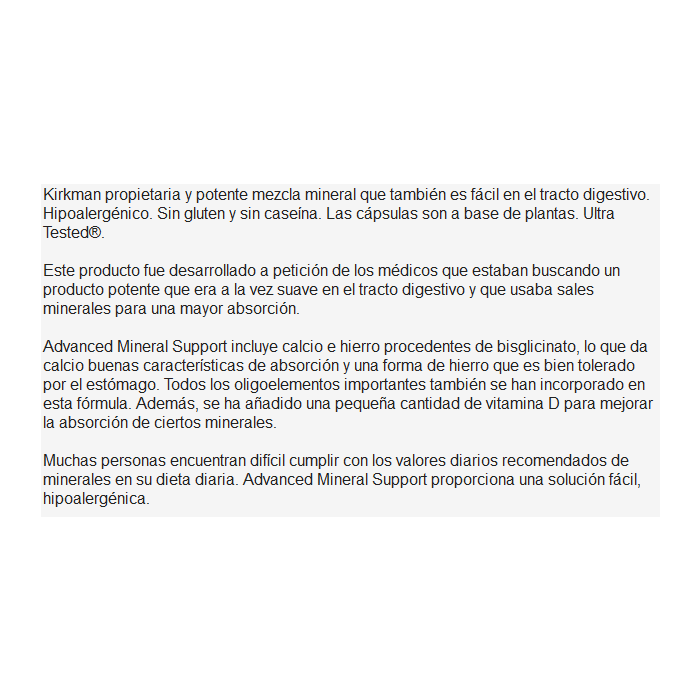 Kirkman propietaria y potente mezcla mineral que también es fácil en el tracto digestivo.
Hipoalergénico. Sin gluten y sin caseína. Las cápsulas son a base de plantas. Ultra
Tested®.
Este producto fue desarrollado a petición de los médicos que estaban buscando un
producto potente que era a la vez suave en el tracto digestivo y que usaba sales
minerales para una mayor absorción.
Advanced Mineral Support incluye calcio e hierro procedentes de bisglicinato, lo que da
calcio buenas características de absorción y una forma de hierro que es bien tolerado
por el estómago. Todos los oligoelementos importantes también se han incorporado en
esta fórmula. Además, se ha añadido una pequeña cantidad de vitamina D para mejorar
la absorción de ciertos minerales.
Muchas personas encuentran difícil cumplir con los valores diarios recomendados de
minerales en su dieta diaria. Advanced Mineral Support proporciona una solución fácil,
hipoalergénica.